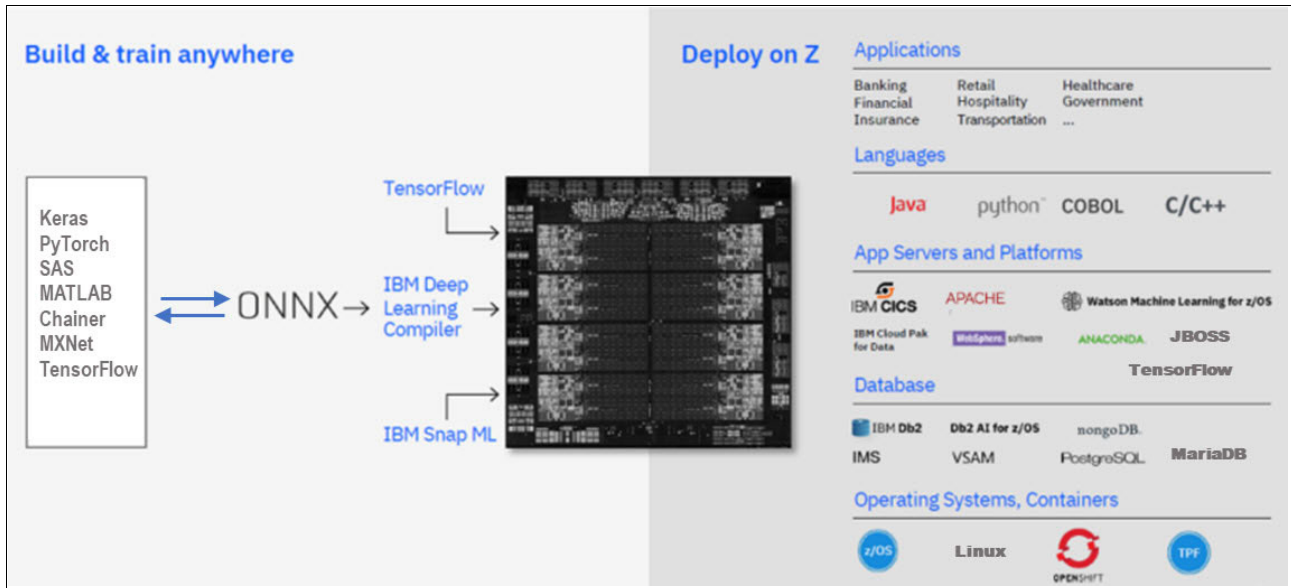 Build & train anywhere
Keras
PyTorch
SAS
MATLAB
Chainer
MXNet
TensorFlow
ONNX
TensorFlow
IBM Deep
Learning
Compiler
IBM Snap ML
Deploy on Z
Applications
Banking Retail Healthcare
Financial Hospitality Government
Insurance Transportation ...
Languages
Java python COBOL C/C++
App Servers and Platforms
IBM CICS APACHE Watson Machine Learning for z/OS
IBM Cloud Pak
for Data WebSphere software ANACONDA JBOSS
TensorFlow
Database
IBM Db2 Db2 AI for z/OS nongoDB
IMS VSAM PostgreSQL MariaDB
Operating Systems, Containers
z/OS Linux OPENSHIFT TPF